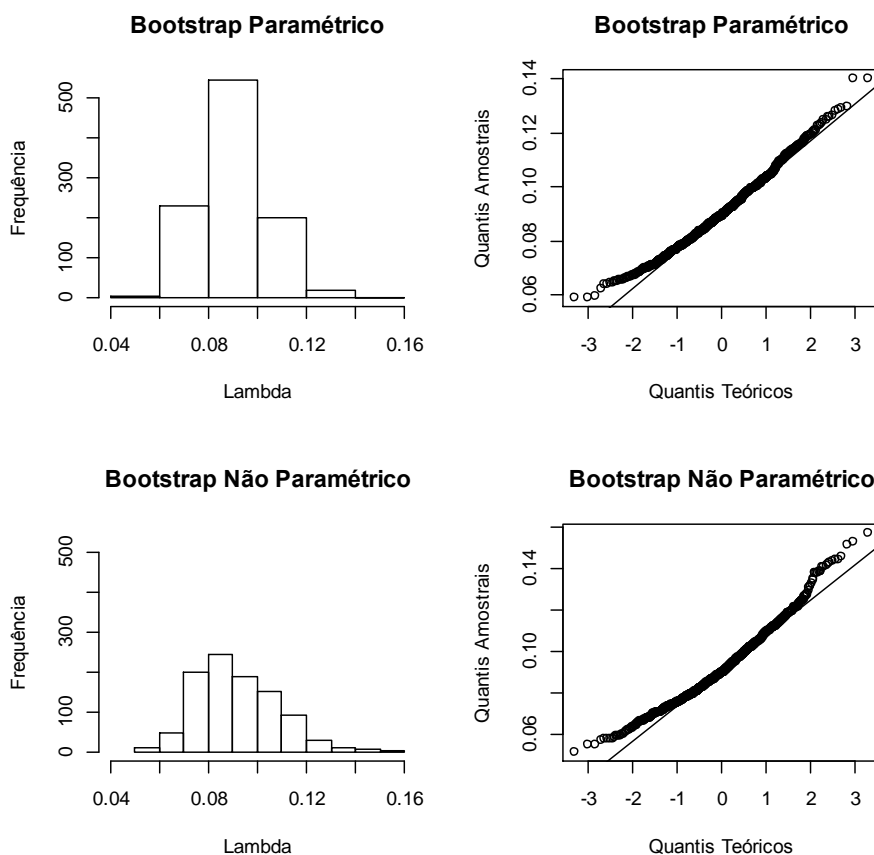 Bootstrap Paramétrico
Frequência
500
300
100
0
0.04 0.08 0.12 0.16
Lambda
Bootstrap Paramétrico
Quantis Amostrais
0.14
0.10
0.08
0.06
-3 -2 -1 0 1 2 3
Quantis Teóricos
Bootstrap Não Paramétrico
Frequência
500
300
100
0
0.04 0.08 0.12 0.16
Lambda
Bootstrap Não Paramétrico
Quantis Amostrais
0.14
0.10
0.06
-3 -2 -1 0 1 2 3
Quantis Teóricos